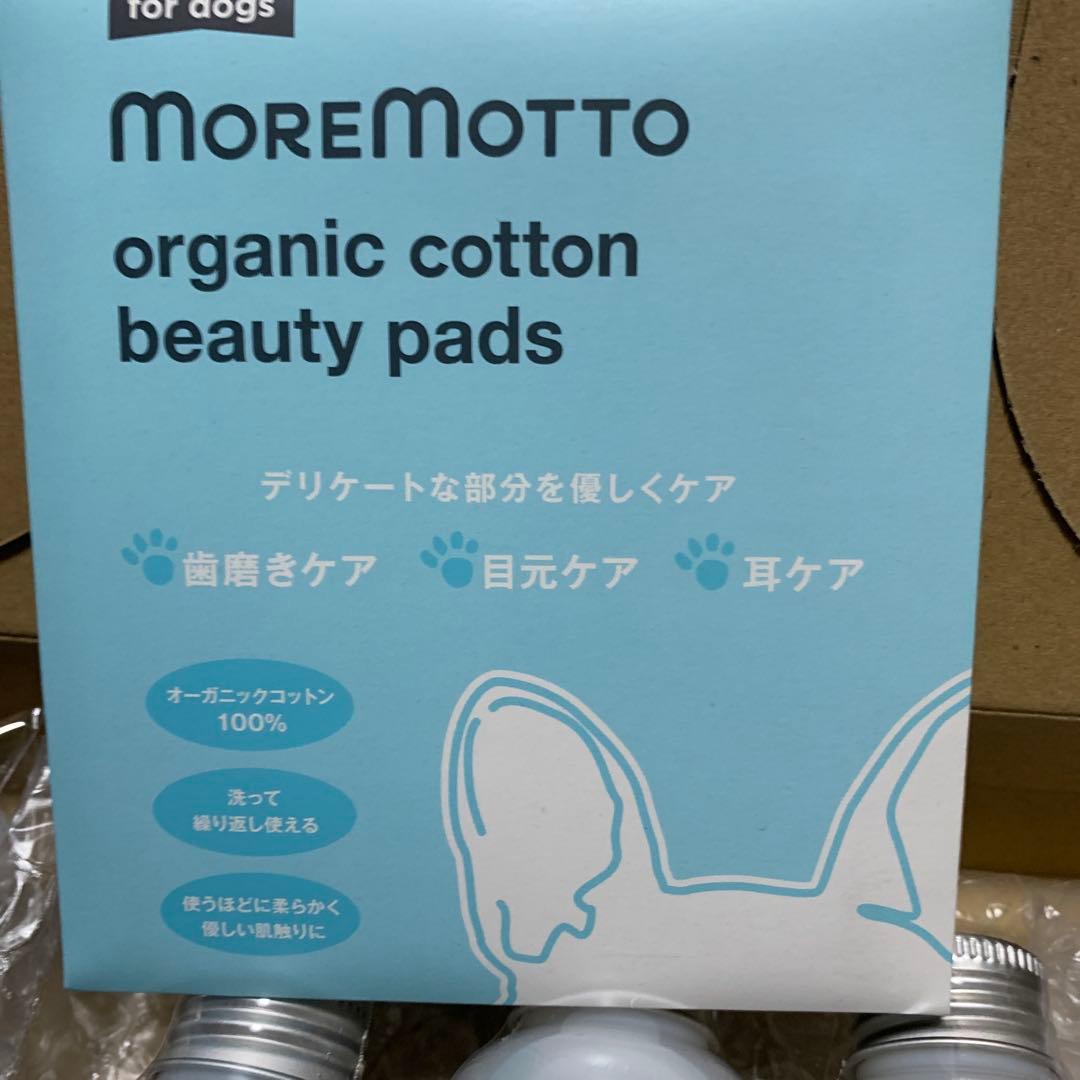 for dogs
MOREMOTTO
organic cotton
beauty pads
デリケートな部分を優しくケア
歯磨きケア 目元ケア 耳ケア
オーガニックコットン
100%
洗って
繰り返し使える
使うほどに柔らかく
優しい肌触りに